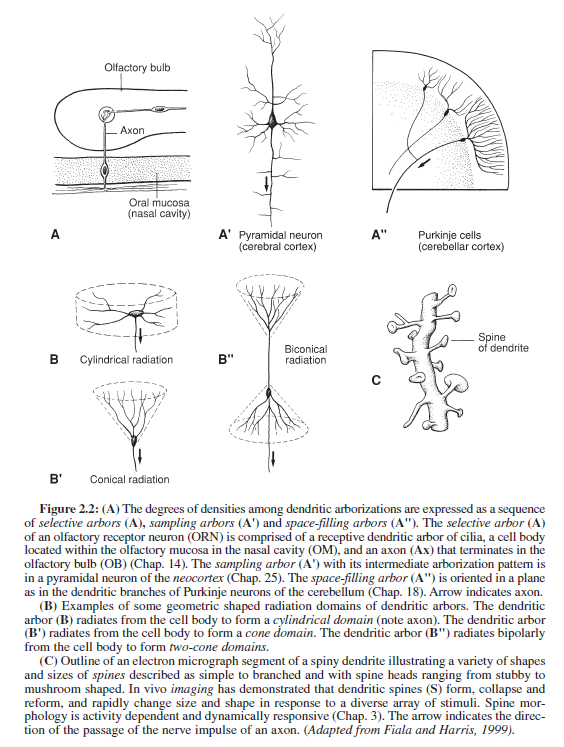 Olfactory bulb
Axon
Oral mucosa
(nasal cavity)
A
A' Pyramidal neuron
(cerebral cortex)
A" Purkinje cells
(cerebellar cortex)
B Cylindrical radiation
B" Biconical
radiation
C
Spine
of dendrite
B' Conical radiation
Figure 2.2: (A) The degrees of densities among dendritic arborizations are expressed as a sequence
of selective arbors (A), sampling arbors (A') and space-filling arbors (A"). The selective arbor (A)
of an olfactory receptor neuron (ORN) is comprised of a receptive dendritic arbor of cilia, a cell body
located within the olfactory mucosa in the nasal cavity (OM), and an axon (Ax) that terminates in the
olfactory bulb (OB) (Chap. 14). The sampling arbor (A') with its intermediate arborization pattern is
in a pyramidal neuron of the neocortex (Chap. 25). The space-filling arbor (A") is oriented in a plane
as in the dendritic branches of Purkinje neurons of the cerebellum (Chap. 18). Arrow indicates axon.
(B) Examples of some geometric shaped radiation domains of dendritic arbors. The dendritic
arbor (B) radiates from the cell body to form a cylindrical domain (note axon). The dendritic arbor
(B') radiates from the cell body to form a cone domain. The dendritic arbor (B") radiates bipolarly
from the cell body to form two-cone domains.
(C) Outline of an electron micrograph segment of a spiny dendrite illustrating a variety of shapes
and sizes of spines described as simple to branched and with spine heads ranging from stubby to
mushroom shaped. In vivo imaging has demonstrated that dendritic spines (S) form, collapse and
reform, and rapidly change size and shape in response to a diverse array of stimuli. Spine mor-
phology is activity dependent and dynamically responsive (Chap. 3). The arrow indicates the direc-
tion of the passage of the nerve impulse of an axon. (Adapted from Fiala and Harris, 1999).